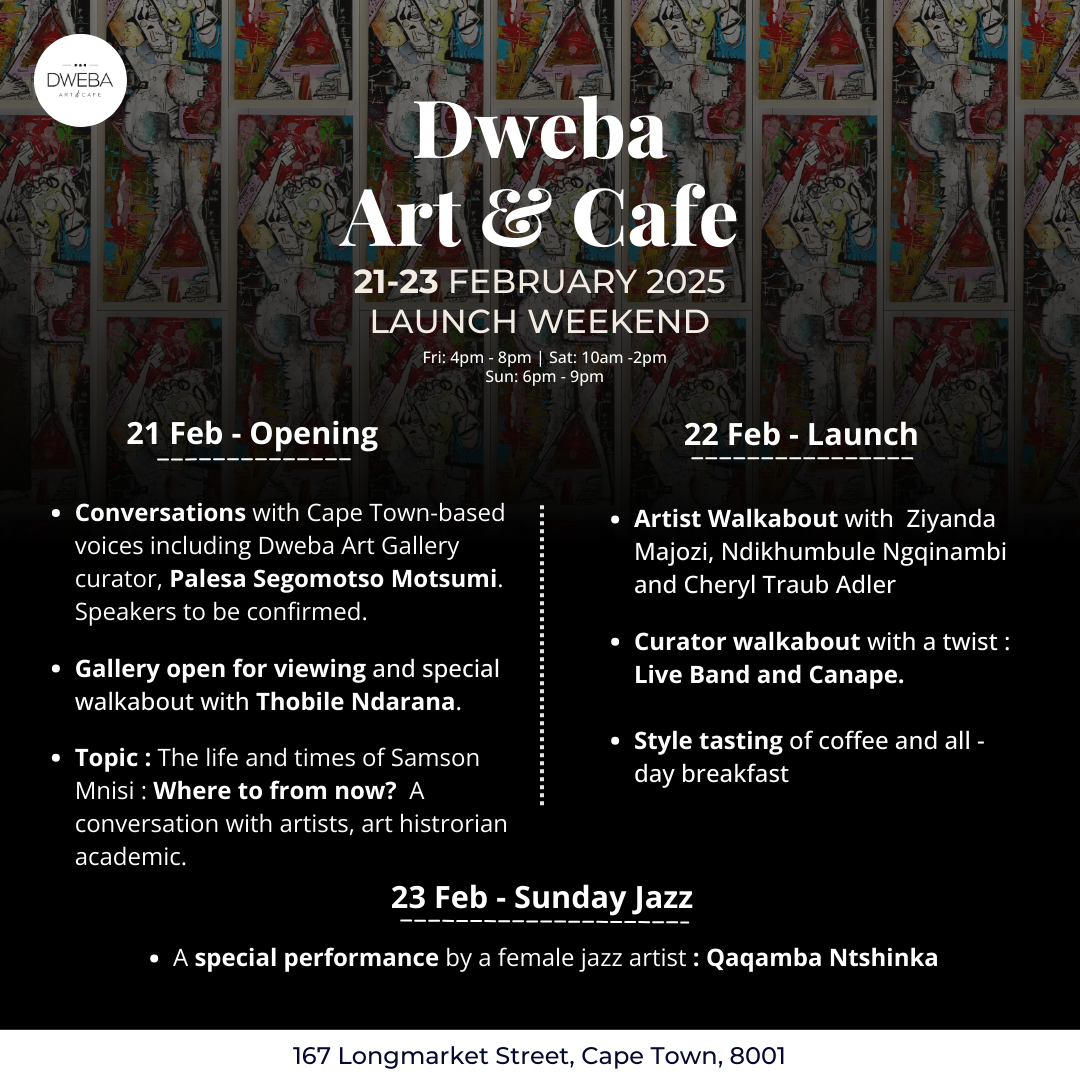 DWEBA
ART & CAFE
Dweba
Art & Cafe
21-23 FEBRUARY 2025
LAUNCH WEEKEND
Fri: 4pm - 8pm | Sat: 10am -2pm
Sun: 6pm - 9pm
21 Feb - Opening
• Conversations with Cape Town-based
voices including Dweba Art Gallery
curator, Palesa Segomotso Motsumi.
Speakers to be confirmed.
• Gallery open for viewing and special
walkabout with Thobile Ndarana.
• Topic : The life and times of Samson
Mnisi : Where to from now? A
conversation with artists, art histrorian
academic.
22 Feb - Launch
• Artist Walkabout with Ziyanda
Majozi, Ndikhumbule Ngqinambi
and Cheryl Traub Adler
• Curator walkabout with a twist :
Live Band and Canape.
• Style tasting of coffee and all -
day breakfast
23 Feb - Sunday Jazz
• A special performance by a female jazz artist : Qaqamba Ntshinka
167 Longmarket Street, Cape Town, 8001